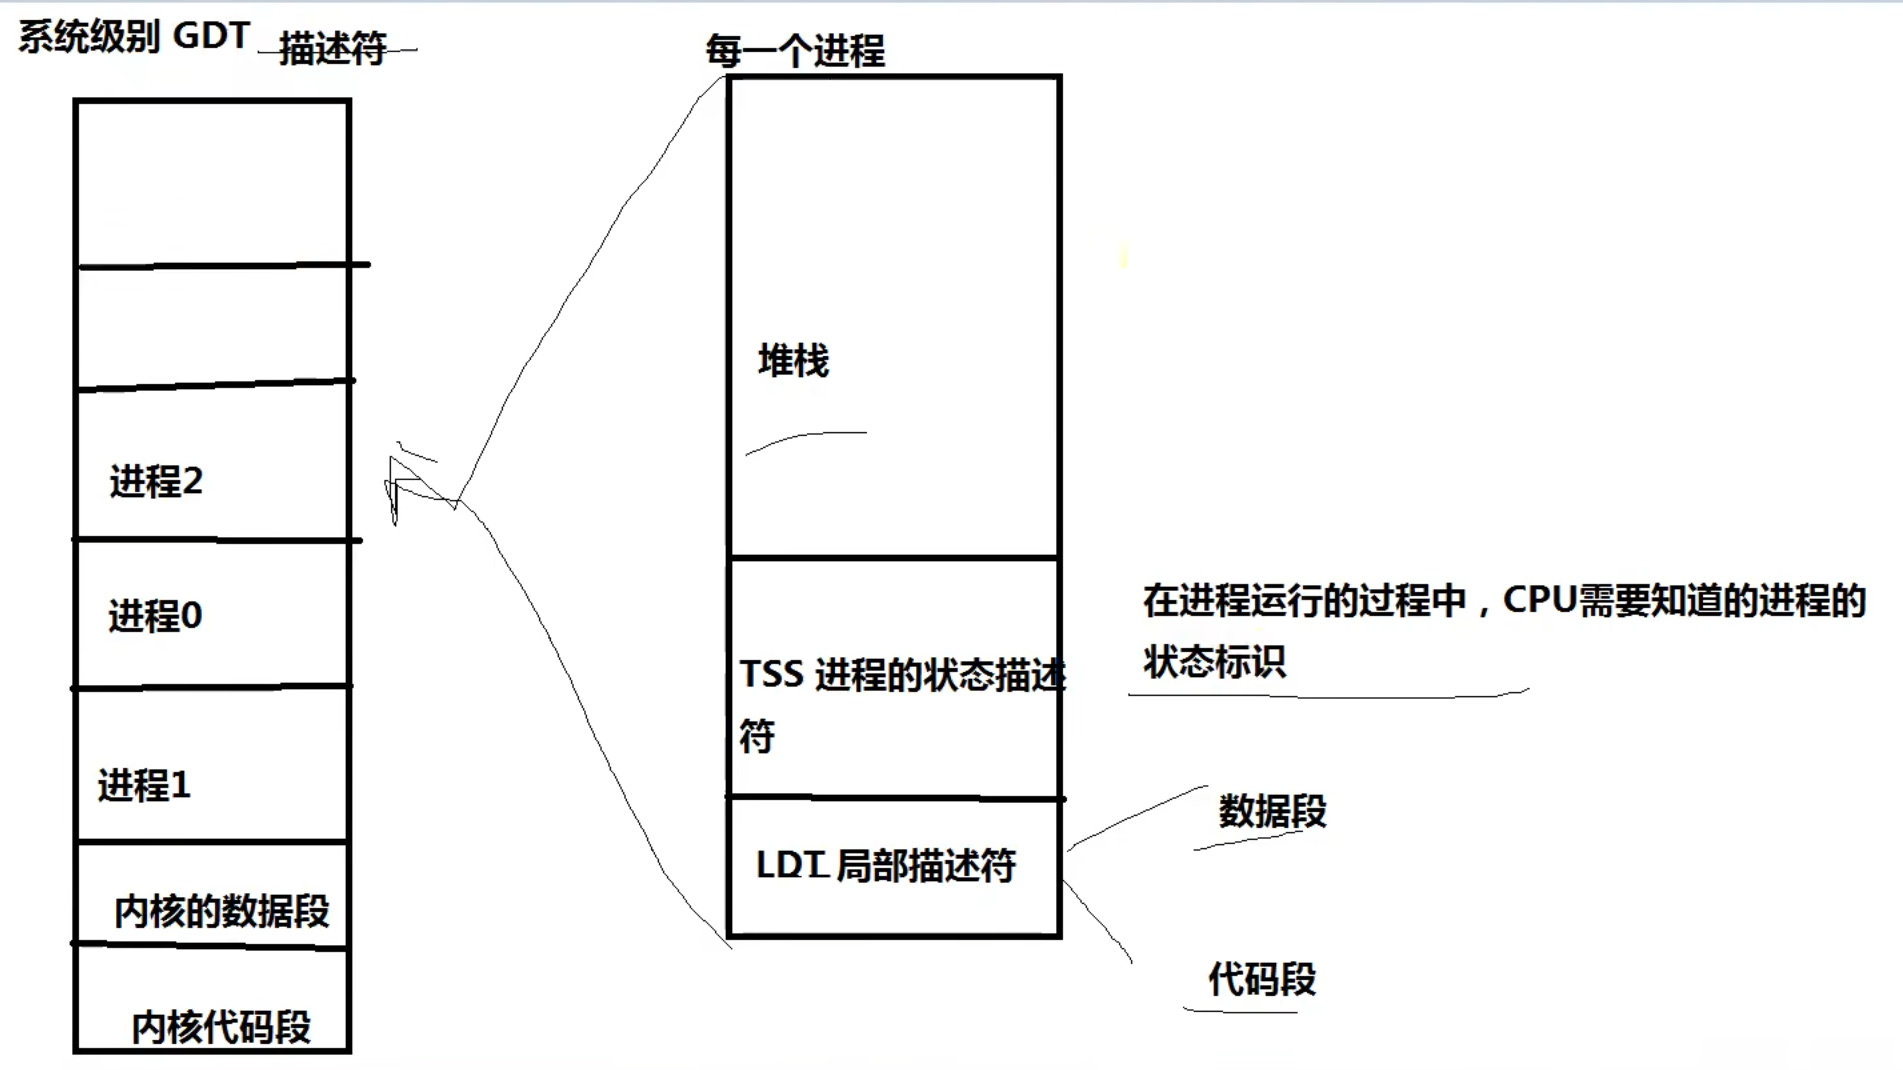 系统级别 GDT 描述符
每一个进程
进程2
进程0
进程1
内核的数据段
内核代码段
堆栈
TSS 进程的状态描述
符
LDT 局部描述符
在进程运行的过程中，CPU需要知道的进程的
状态标识
数据段
代码段